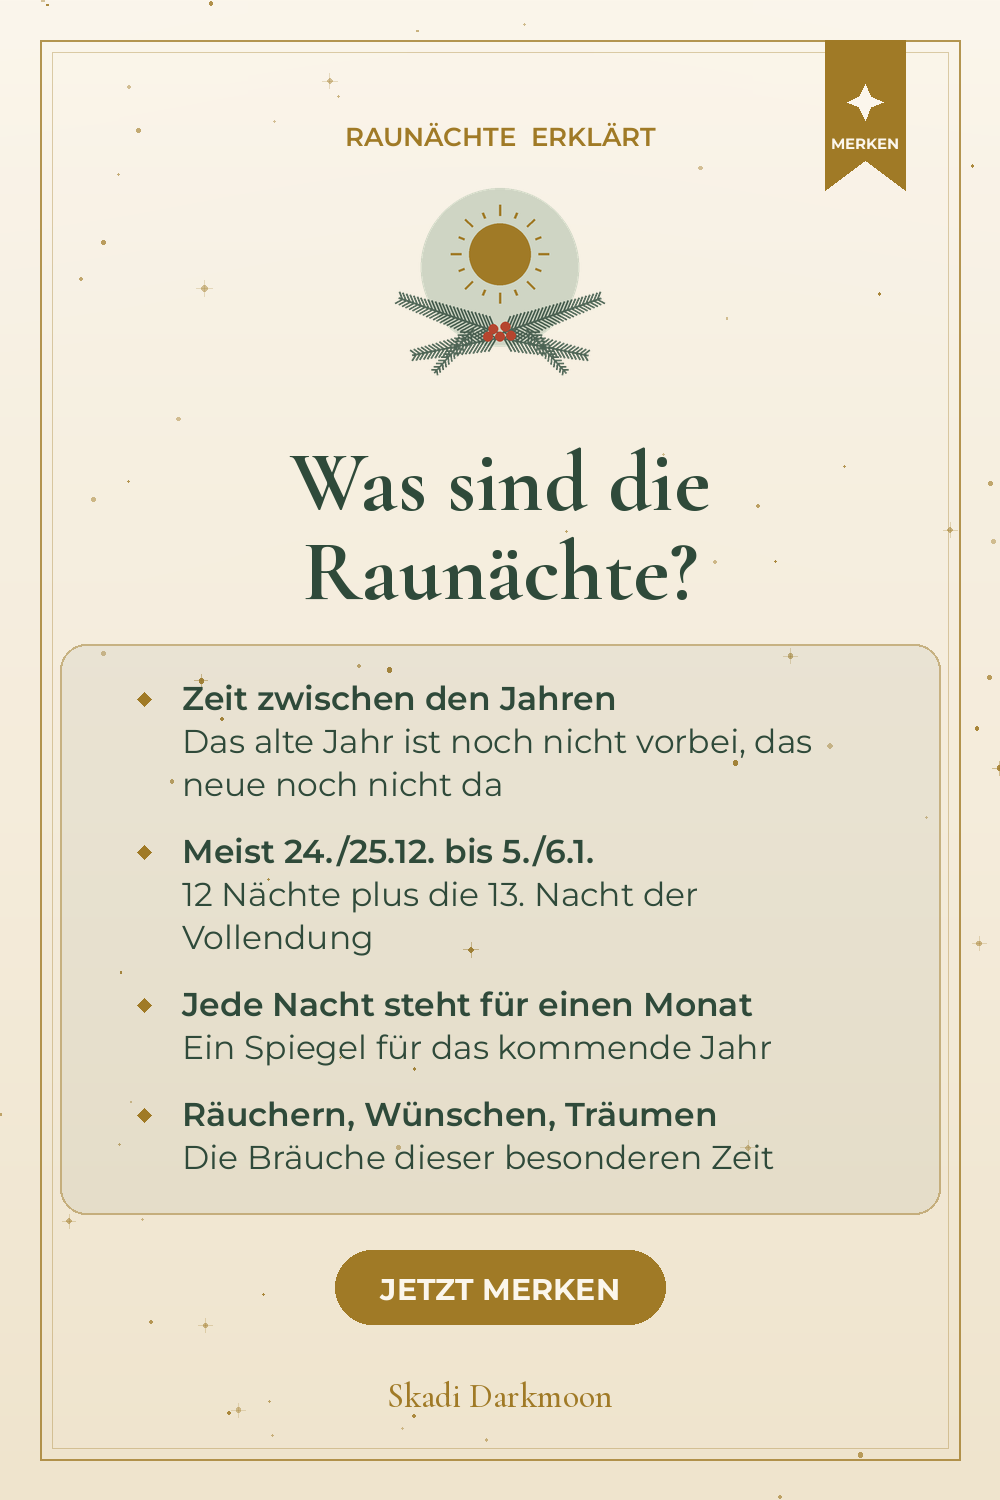 RAUNÄCHTE ERKLÄRT
MERKEN
Was sind die
Raunächte?
Zeit zwischen den Jahren
Das alte Jahr ist noch nicht vorbei, das
neue noch nicht da
Meist 24./25.12. bis 5./6.1.
12 Nächte plus die 13. Nacht der
Vollendung
Jede Nacht steht für einen Monat
Ein Spiegel für das kommende Jahr
Räuchern, Wünschen, Träumen
Die Bräuche dieser besonderen Zeit
JETZT MERKEN
Skadi Darkmoon